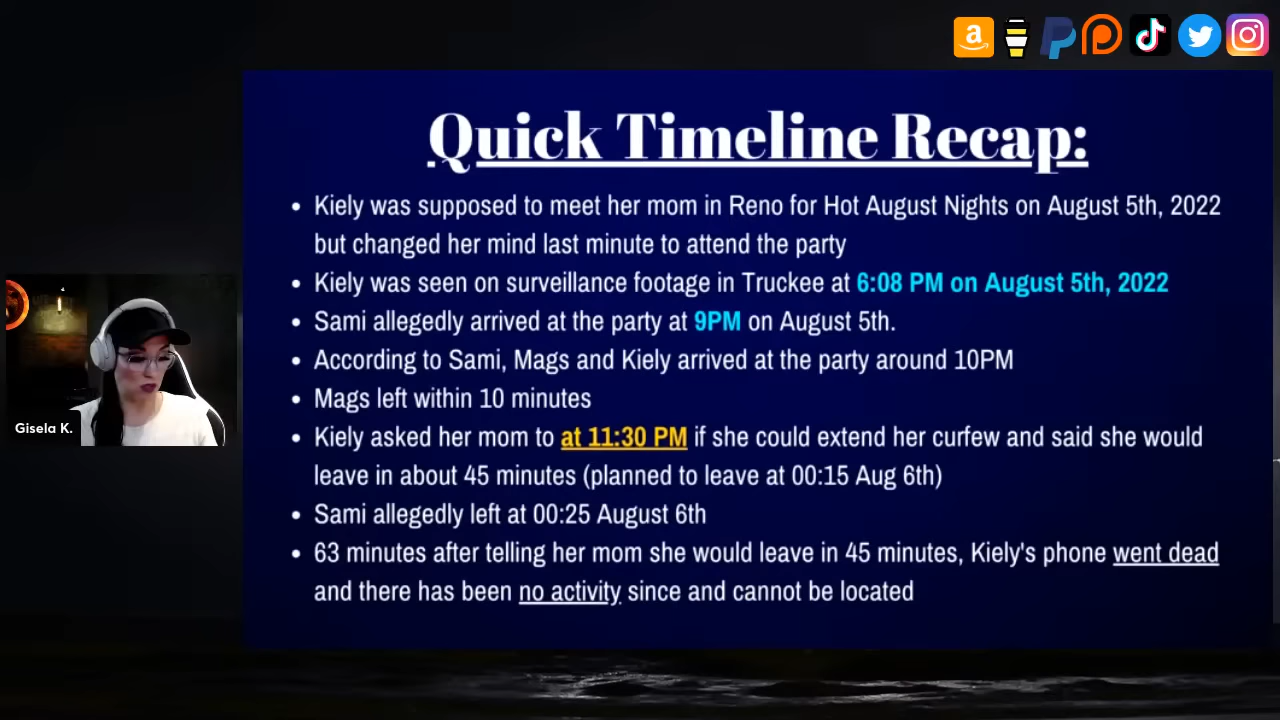 Quick Timeline Recap:
• Kiely was supposed to meet her mom in Reno for Hot August Nights on August 5th, 2022
but changed her mind last minute to attend the party
• Kiely was seen on surveillance footage in Truckee at 6:08 PM on August 5th, 2022
• Sami allegedly arrived at the party at 9PM on August 5th.
• According to Sami, Mags and Kiely arrived at the party around 10PM
• Mags left within 10 minutes
• Kiely asked her mom to at 11:30 PM if she could extend her curfew and said she would
leave in about 45 minutes (planned to leave at 00:15 Aug 6th)
• Sami allegedly left at 00:25 August 6th
• 63 minutes after telling her mom she would leave in 45 minutes, Kiely's phone went dead
and there has been no activity since and cannot be located
Gisela K.